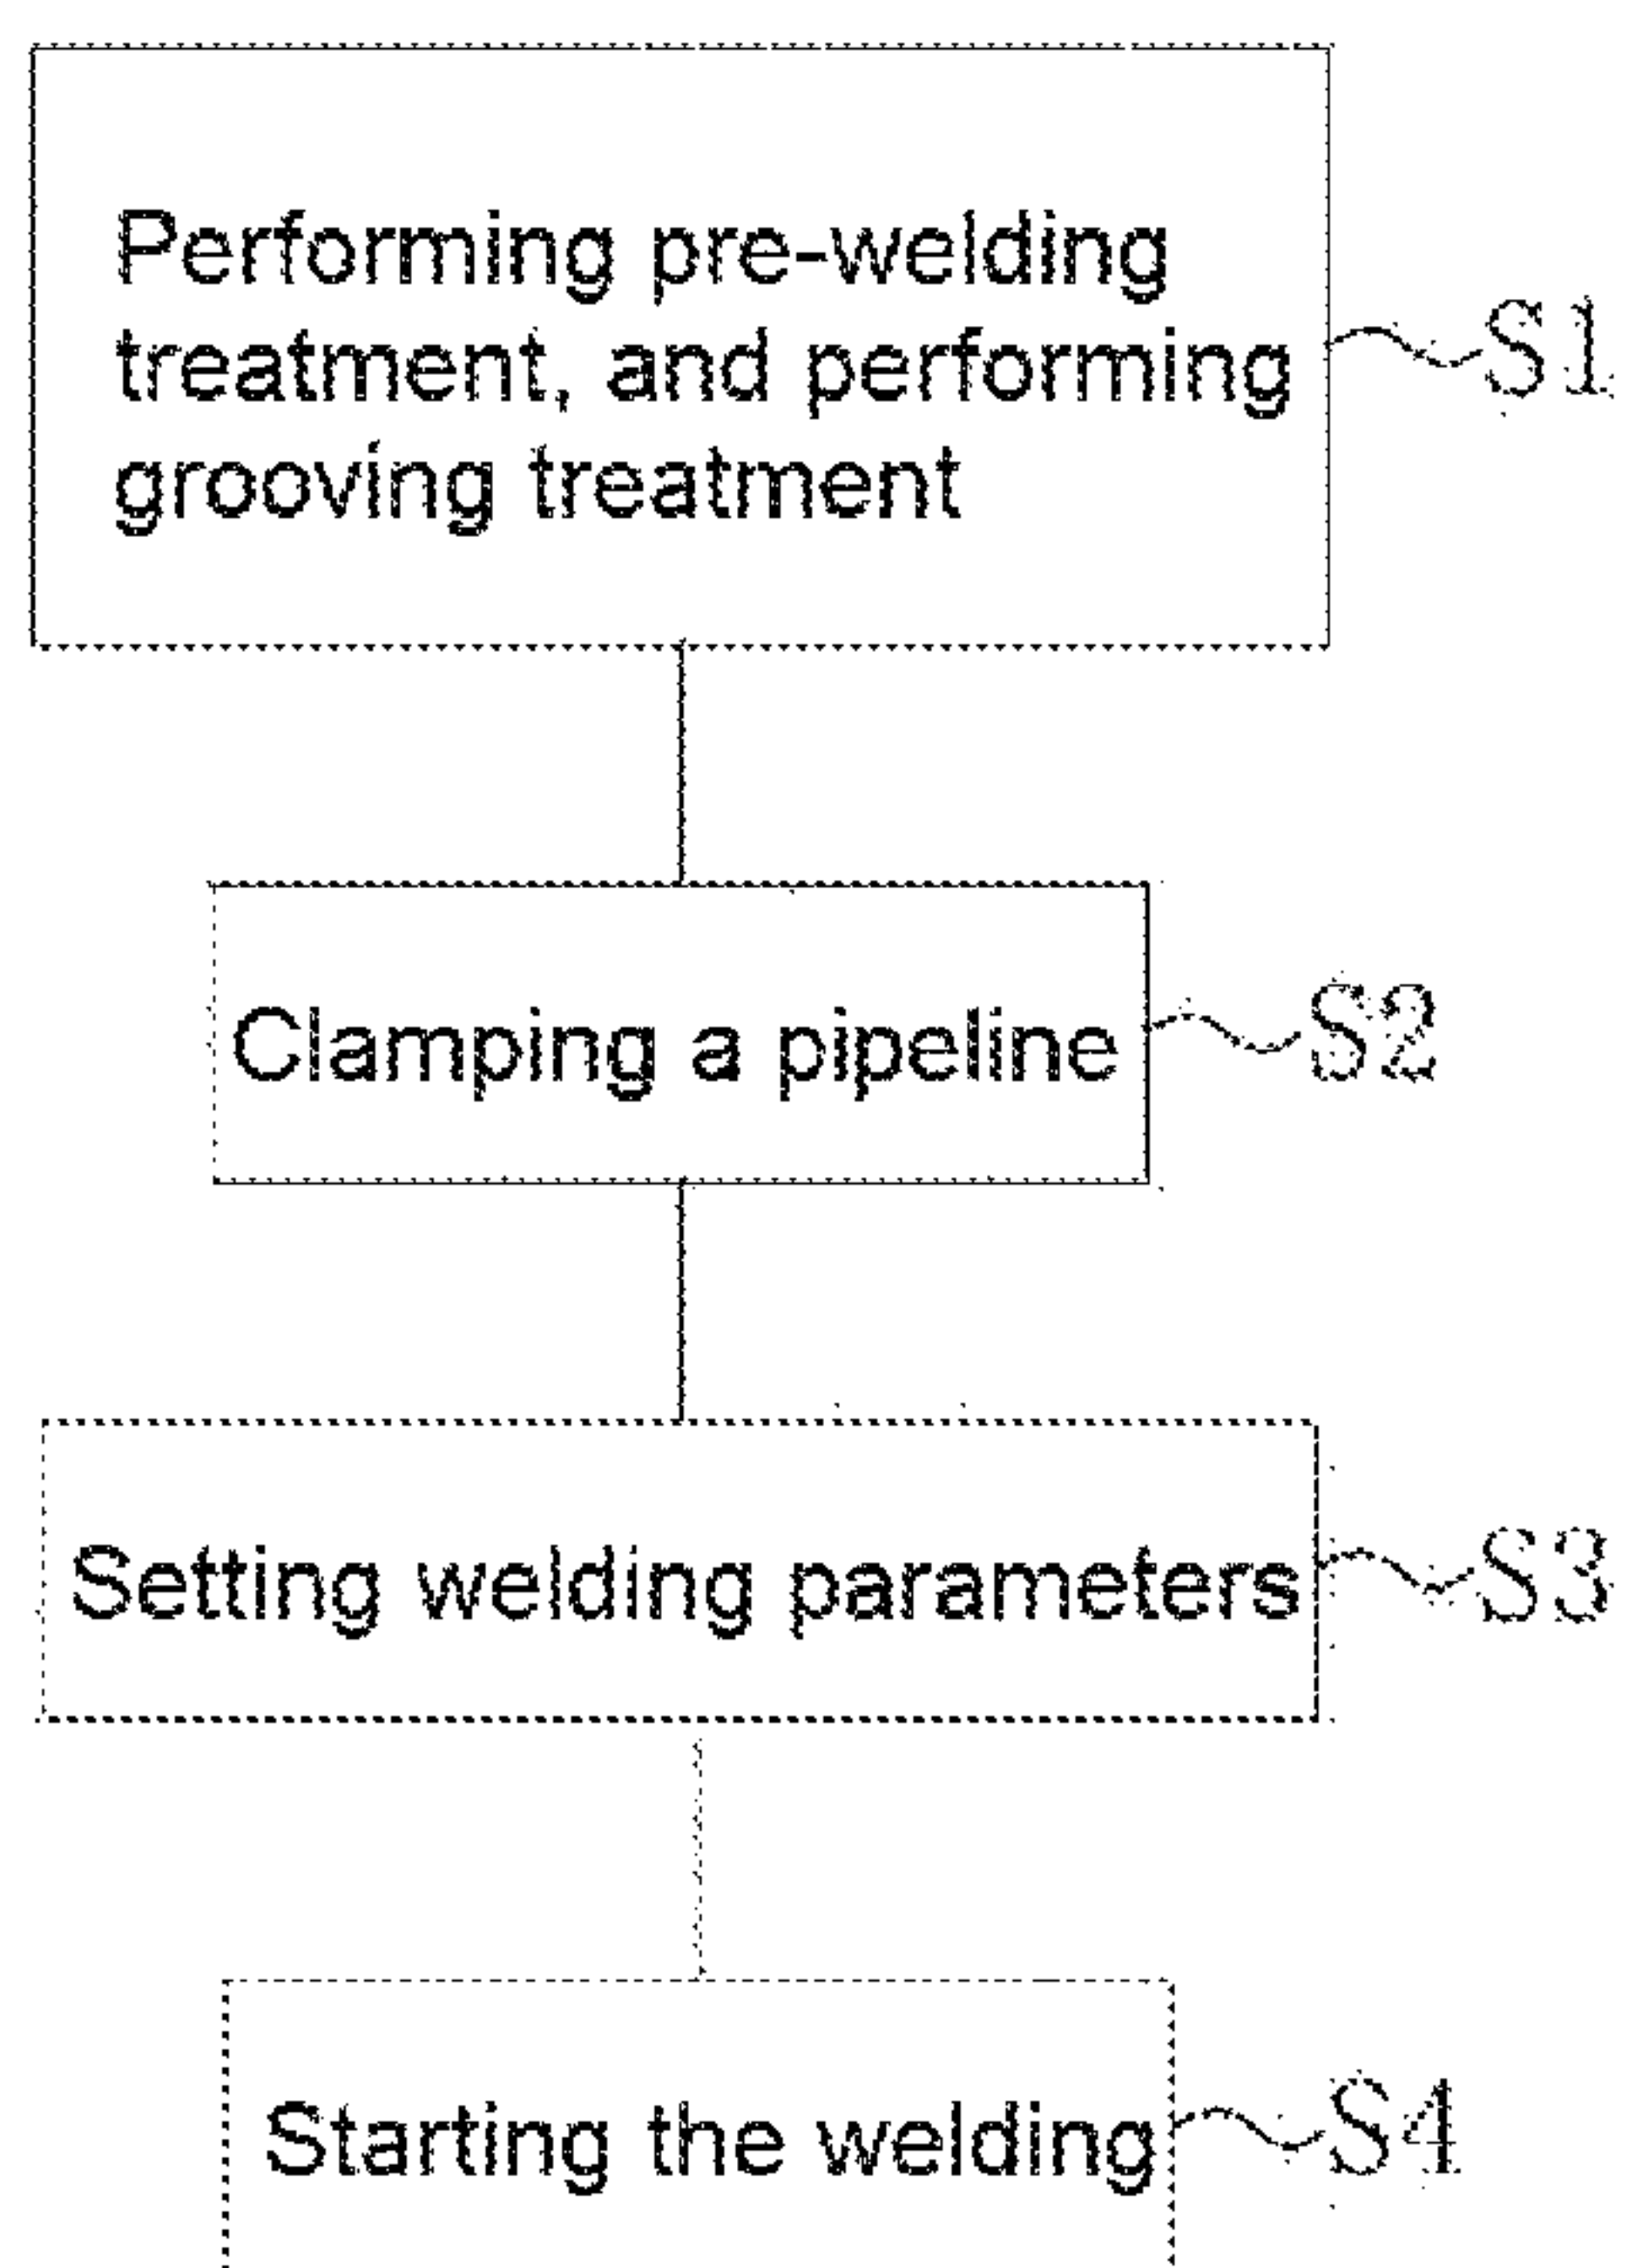 Performing pre-welding
treatment, and performing
grooving treatment
S1
Clamping a pipeline
S2
Setting welding parameters
S3
Starting the welding
S4